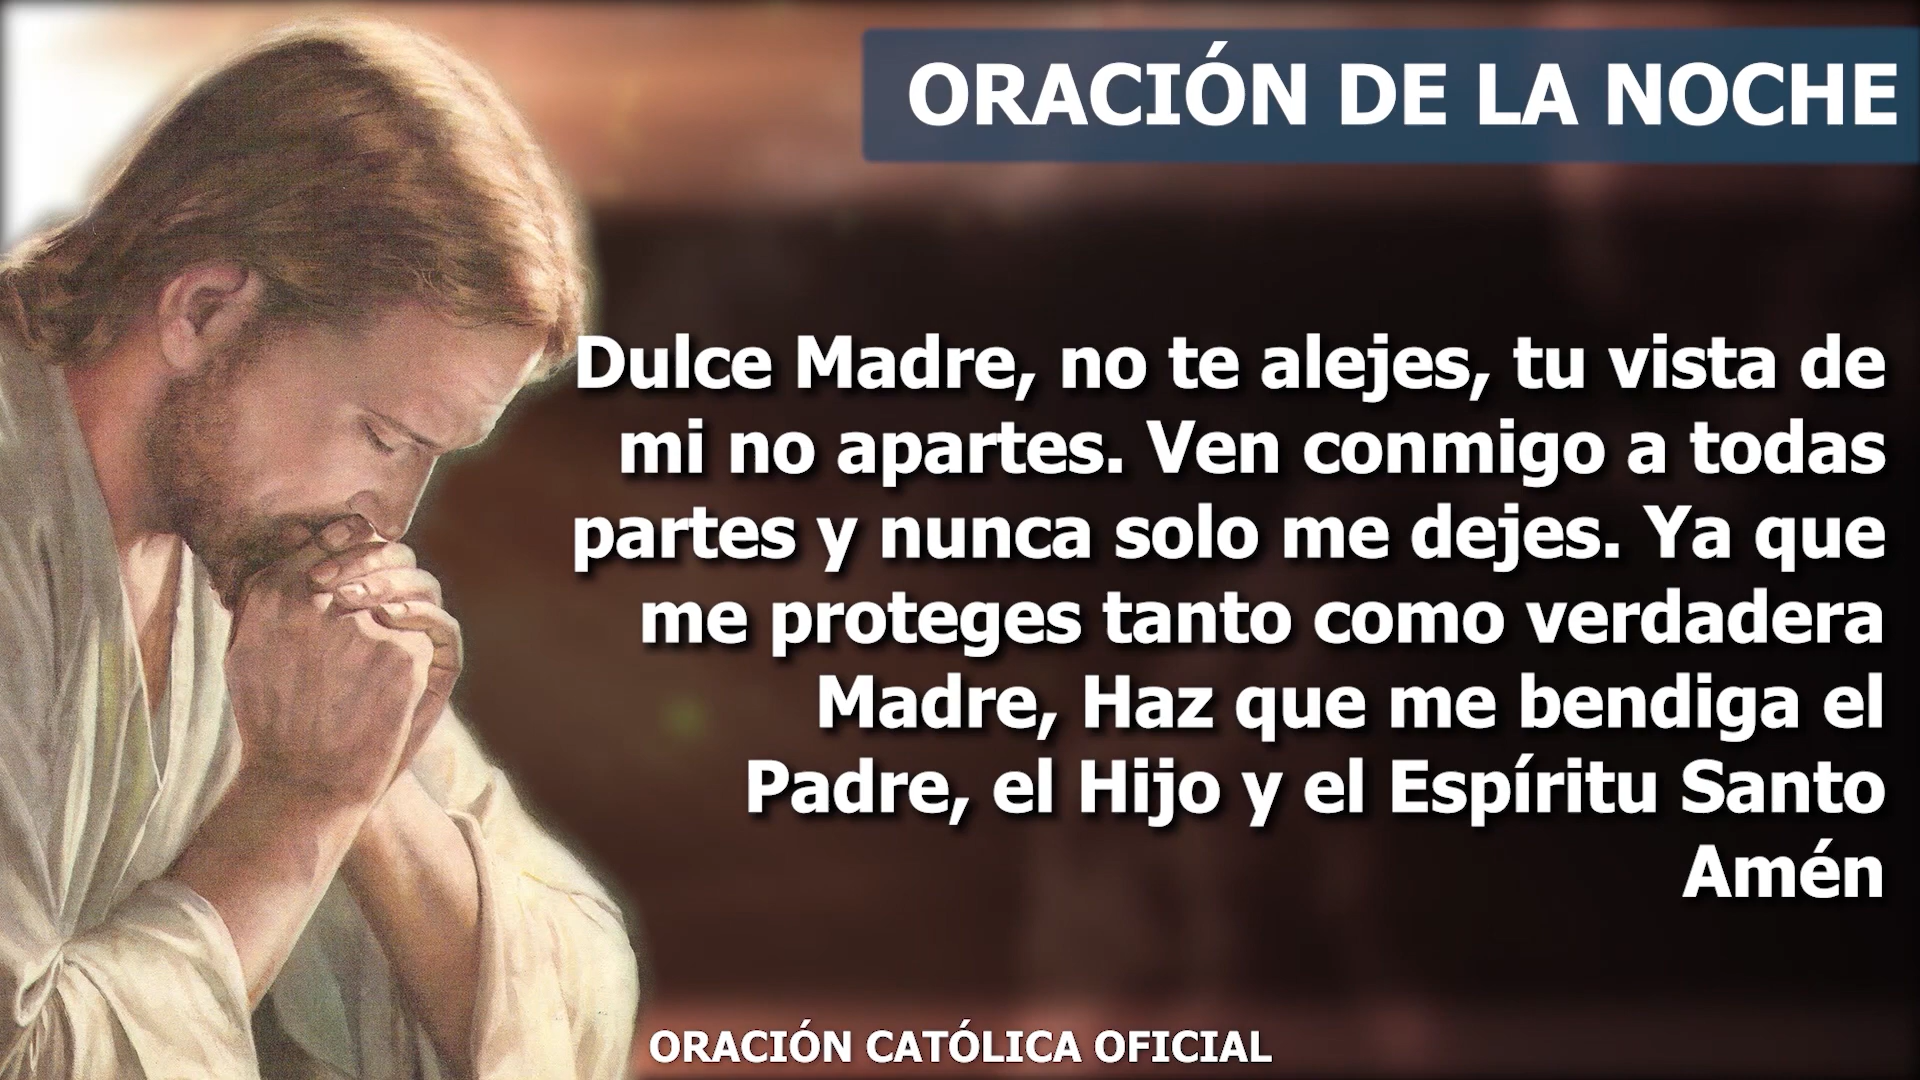 ORACIÓN DE LA NOCHE
Dulce Madre, no te alejes, tu vista de
mi no apartes. Ven conmigo a todas
partes y nunca solo me dejes. Ya que
me proteges tanto como verdadera
Madre, Haz que me bendiga el
Padre, el Hijo y el Espíritu Santo
Amén
ORACIÓN CATÓLICA OFICIAL